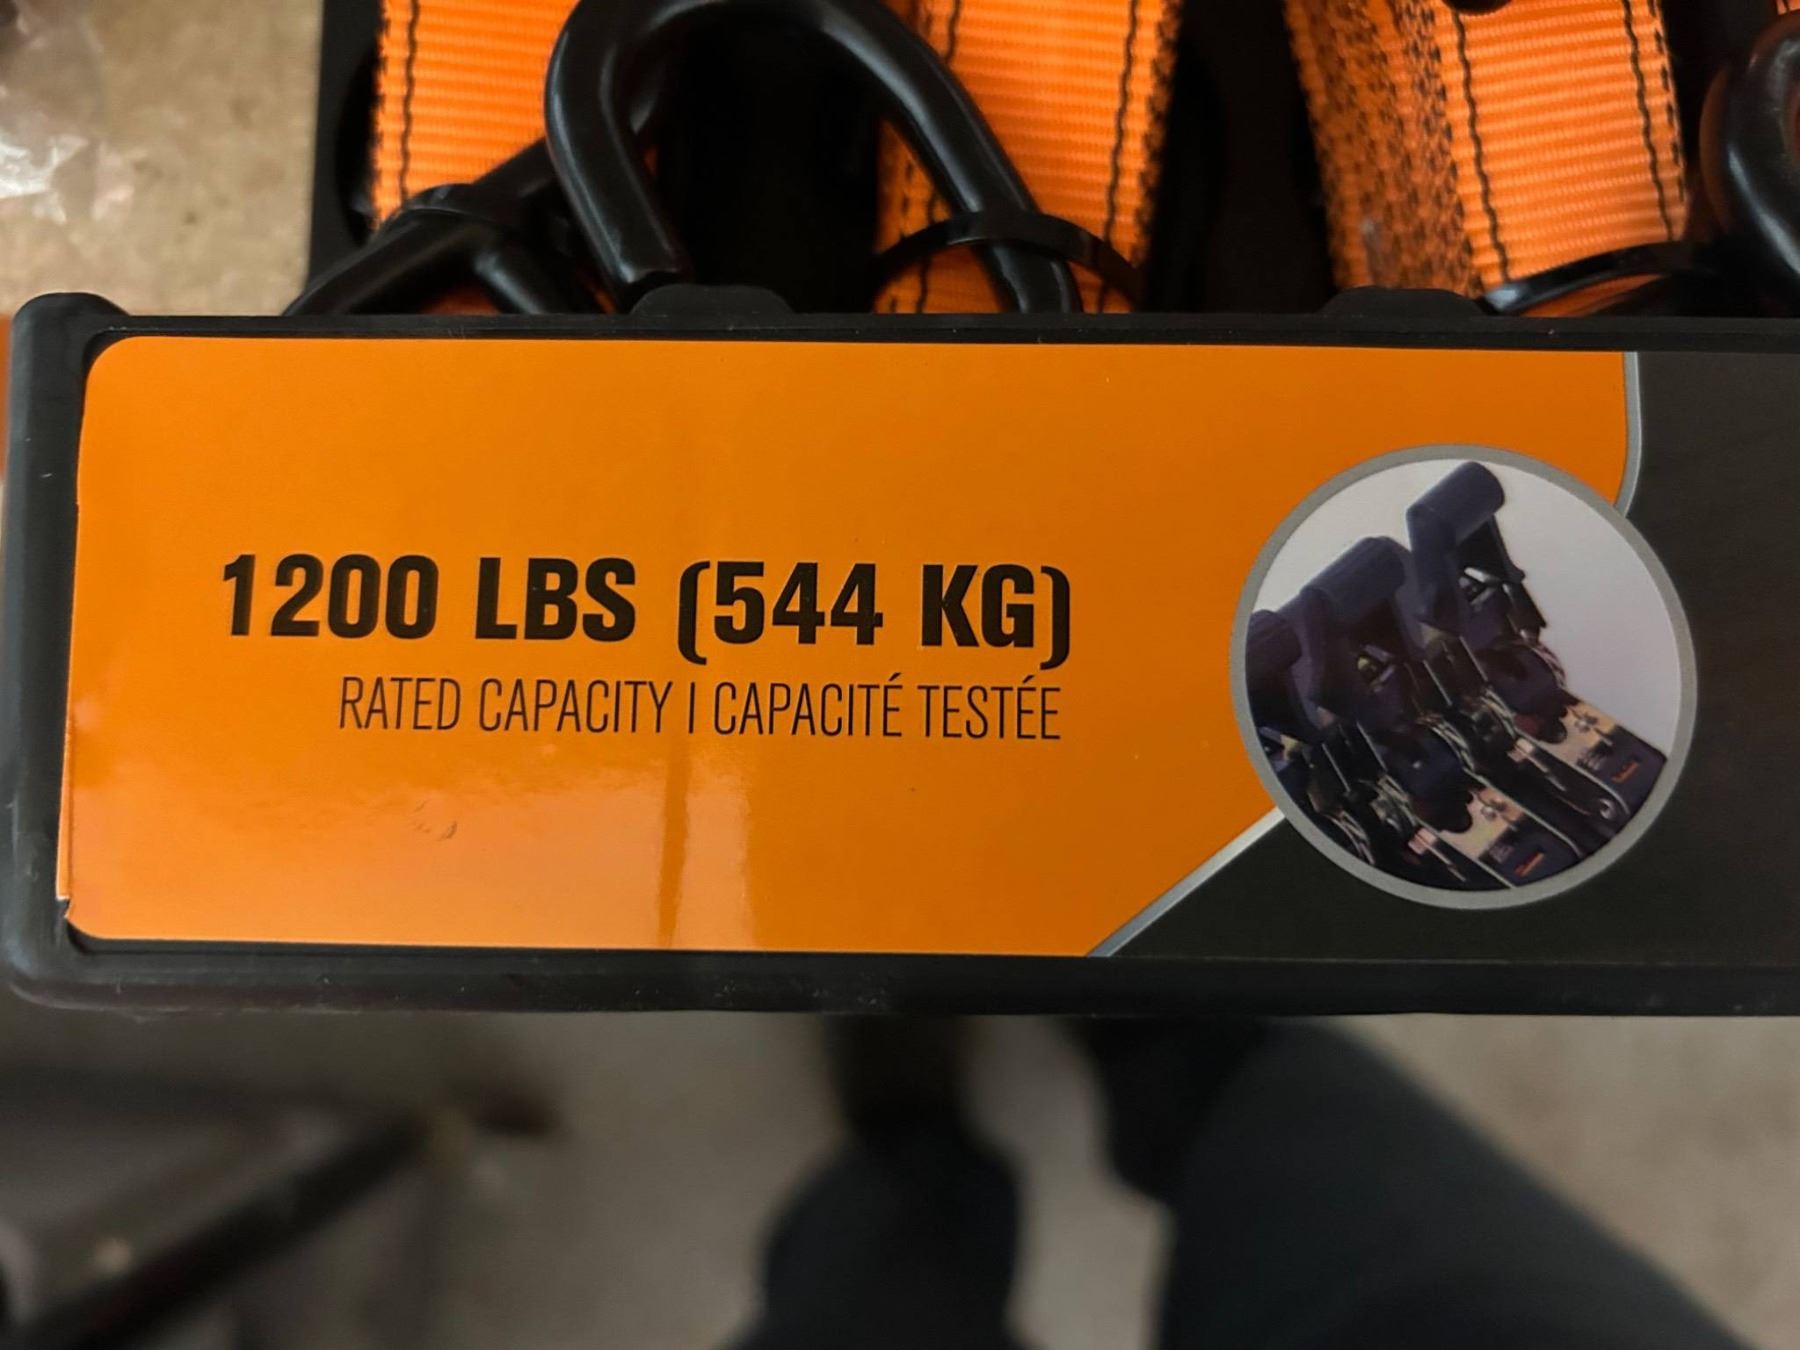 1200 LBS (544 KG)
RATED CAPACITY | CAPACITÉ TESTÉE